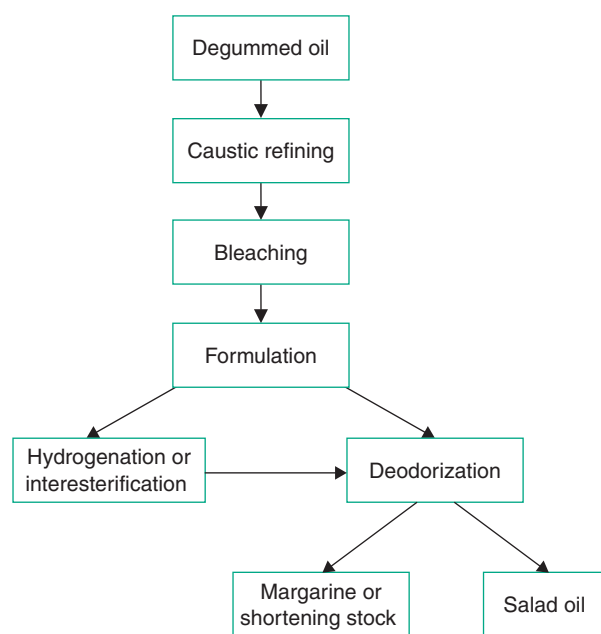 Degummed oil
Caustic refining
Bleaching
Formulation
Hydrogenation or
interesterification
Deodorization
Margarine or
shortening stock
Salad oil